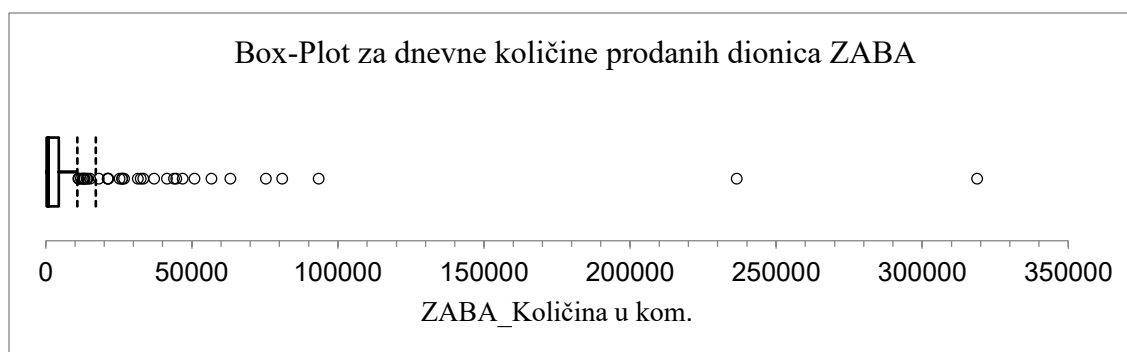 Box-Plot za dnevne količine prodanih dionica ZABA
0 50000 100000 150000 200000 250000 300000 350000
ZABA_Količina u kom.